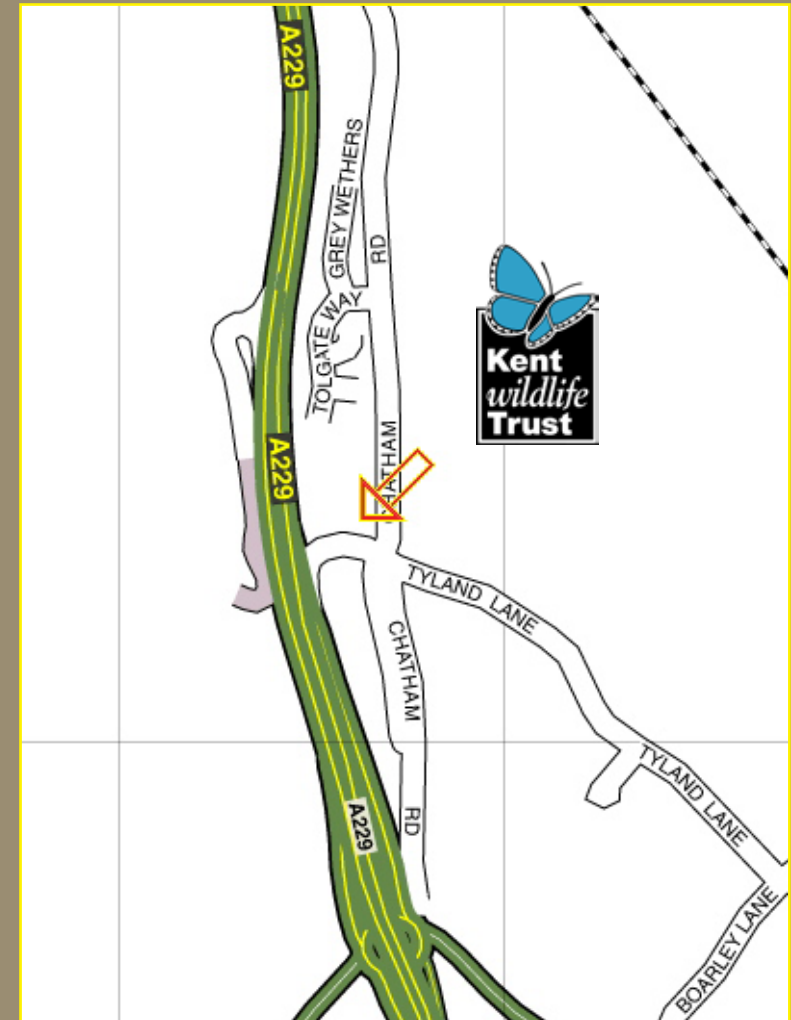 A229
GREY WETHERS
RD
TOLGATE WAY
Kent
wildlife
Trust
A229
CHATHAM
TYLAND LANE
CHATHAM
TYLAND LANE
A229
RD
BOARLEY LANE